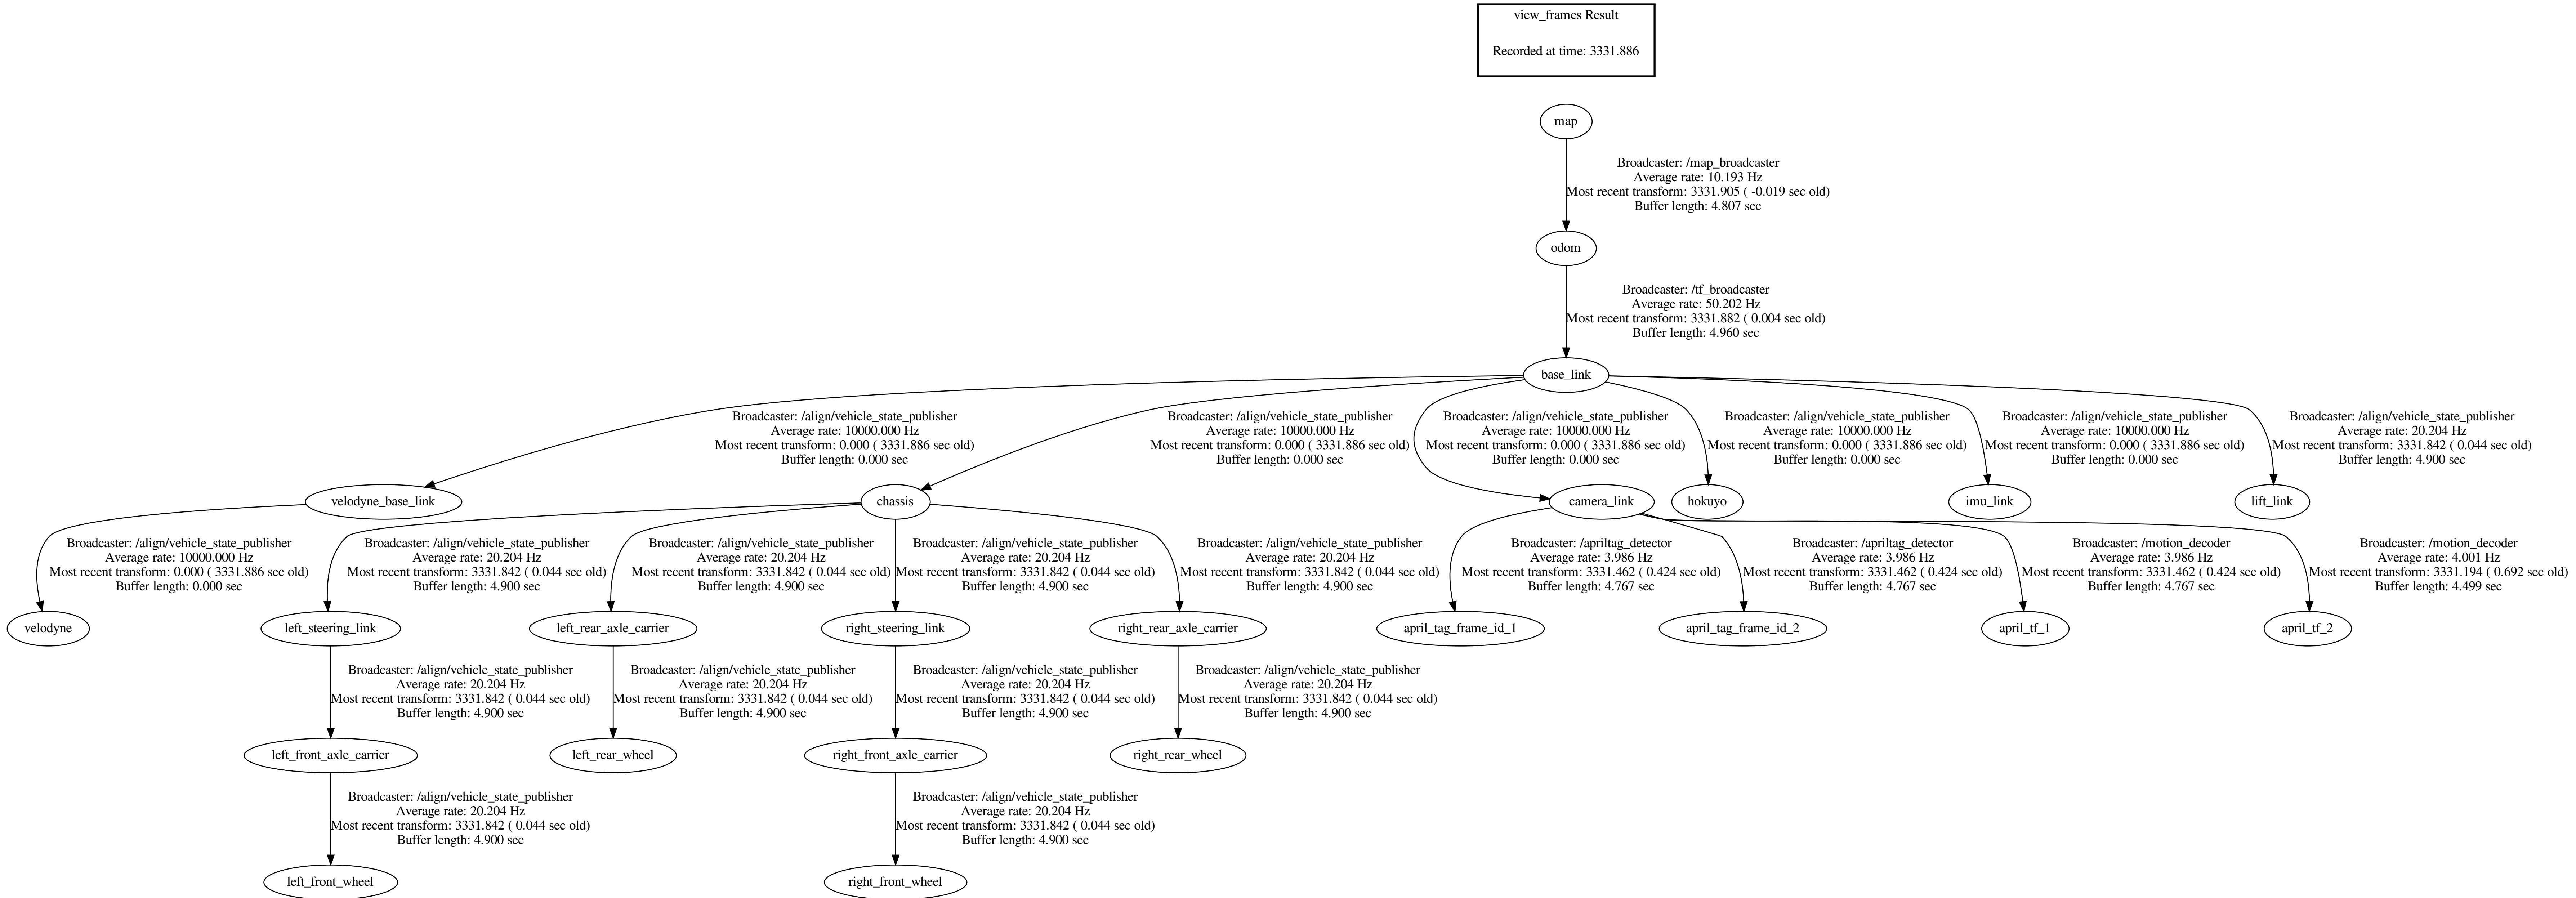 view_frames Result
Recorded at time: 3331.886
map
Broadcaster: /map_broadcaster
Average rate: 10.193 Hz
Most recent transform: 3331.905 ( -0.019 sec old)
Buffer length: 4.807 sec
odom
Broadcaster: /tf_broadcaster
Average rate: 50.202 Hz
Most recent transform: 3331.882 ( 0.004 sec old)
Buffer length: 4.960 sec
base_link
Broadcaster: /align/vehicle_state_publisher
Average rate: 10000.000 Hz
Most recent transform: 0.000 ( 3331.886 sec old)
Buffer length: 0.000 sec
Broadcaster: /align/vehicle_state_publisher
Average rate: 10000.000 Hz
Most recent transform: 0.000 ( 3331.886 sec old)
Buffer length: 0.000 sec
Broadcaster: /align/vehicle_state_publisher
Average rate: 10000.000 Hz
Most recent transform: 0.000 ( 3331.886 sec old)
Buffer length: 0.000 sec
Broadcaster: /align/vehicle_state_publisher
Average rate: 10000.000 Hz
Most recent transform: 0.000 ( 3331.886 sec old)
Buffer length: 0.000 sec
Broadcaster: /align/vehicle_state_publisher
Average rate: 10000.000 Hz
Most recent transform: 0.000 ( 3331.886 sec old)
Buffer length: 0.000 sec
Broadcaster: /align/vehicle_state_publisher
Average rate: 20.204 Hz
Most recent transform: 3331.842 ( 0.044 sec old)
Buffer length: 4.900 sec
velodyne_base_link
chassis
camera_link
hokuyo
imu_link
lift_link
Broadcaster: /align/vehicle_state_publisher
Average rate: 10000.000 Hz
Most recent transform: 0.000 ( 3331.886 sec old)
Buffer length: 0.000 sec
Broadcaster: /align/vehicle_state_publisher
Average rate: 20.204 Hz
Most recent transform: 3331.842 ( 0.044 sec old)
Buffer length: 4.900 sec
Broadcaster: /align/vehicle_state_publisher
Average rate: 20.204 Hz
Most recent transform: 3331.842 ( 0.044 sec old)
Buffer length: 4.900 sec
Broadcaster: /align/vehicle_state_publisher
Average rate: 20.204 Hz
Most recent transform: 3331.842 ( 0.044 sec old)
Buffer length: 4.900 sec
Broadcaster: /align/vehicle_state_publisher
Average rate: 20.204 Hz
Most recent transform: 3331.842 ( 0.044 sec old)
Buffer length: 4.900 sec
Broadcaster: /apriltag_detector
Average rate: 3.986 Hz
Most recent transform: 3331.462 ( 0.424 sec old)
Buffer length: 4.767 sec
Broadcaster: /apriltag_detector
Average rate: 3.986 Hz
Most recent transform: 3331.462 ( 0.424 sec old)
Buffer length: 4.767 sec
Broadcaster: /motion_decoder
Average rate: 3.986 Hz
Most recent transform: 3331.462 ( 0.424 sec old)
Buffer length: 4.767 sec
Broadcaster: /motion_decoder
Average rate: 4.001 Hz
Most recent transform: 3331.194 ( 0.692 sec old)
Buffer length: 4.499 sec
velodyne
left_steering_link
left_rear_axle_carrier
right_steering_link
right_rear_axle_carrier
april_tag_frame_id_1
april_tag_frame_id_2
april_tf_1
april_tf_2
Broadcaster: /align/vehicle_state_publisher
Average rate: 20.204 Hz
Most recent transform: 3331.842 ( 0.044 sec old)
Buffer length: 4.900 sec
Broadcaster: /align/vehicle_state_publisher
Average rate: 20.204 Hz
Most recent transform: 3331.842 ( 0.044 sec old)
Buffer length: 4.900 sec
Broadcaster: /align/vehicle_state_publisher
Average rate: 20.204 Hz
Most recent transform: 3331.842 ( 0.044 sec old)
Buffer length: 4.900 sec
Broadcaster: /align/vehicle_state_publisher
Average rate: 20.204 Hz
Most recent transform: 3331.842 ( 0.044 sec old)
Buffer length: 4.900 sec
left_front_axle_carrier
left_rear_wheel
right_front_axle_carrier
right_rear_wheel
Broadcaster: /align/vehicle_state_publisher
Average rate: 20.204 Hz
Most recent transform: 3331.842 ( 0.044 sec old)
Buffer length: 4.900 sec
Broadcaster: /align/vehicle_state_publisher
Average rate: 20.204 Hz
Most recent transform: 3331.842 ( 0.044 sec old)
Buffer length: 4.900 sec
left_front_wheel
right_front_wheel